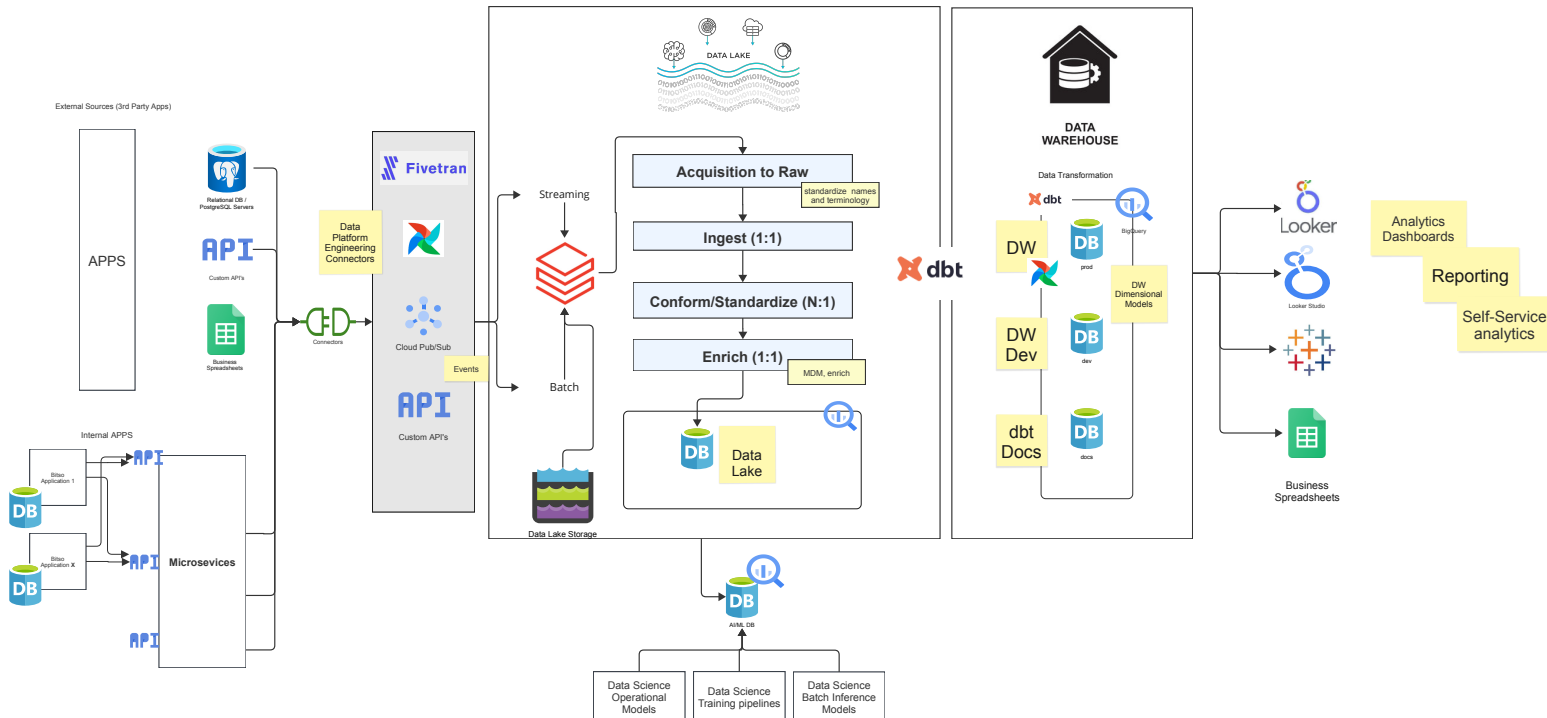 External Sources (3rd Party Apps)
APPS
Relational DB /
PostgreSQL Servers
API
Custom API's
Business
Spreadsheets
Internal APPS
Bitso
Application 1
DB
Bitso
Application X
DB
API
API
API
Microsevices
Connectors
Data
Platform
Engineering
Connectors
Fivetran
Cloud Pub/Sub
Events
API
Custom API's
DATA LAKE
Streaming
Batch
Data Lake Storage
Acquisition to Raw
standardize names
and terminology
Ingest (1:1)
Conform/Standardize (N:1)
Enrich (1:1)
MDM, enrich
DB
Data
Lake
dbt
DB
AI/ML DB
Data Science
Operational
Models
Data Science
Training pipelines
Data Science
Batch Inference
Models
DATA
WAREHOUSE
Data Transformation
dbt
BigQuery
DW
DB
prod
DW
Dimensional
Models
DW
Dev
DB
dev
dbt
Docs
DB
docs
Looker
Looker Studio
Business
Spreadsheets
Analytics
Dashboards
Reporting
Self-Service
analytics